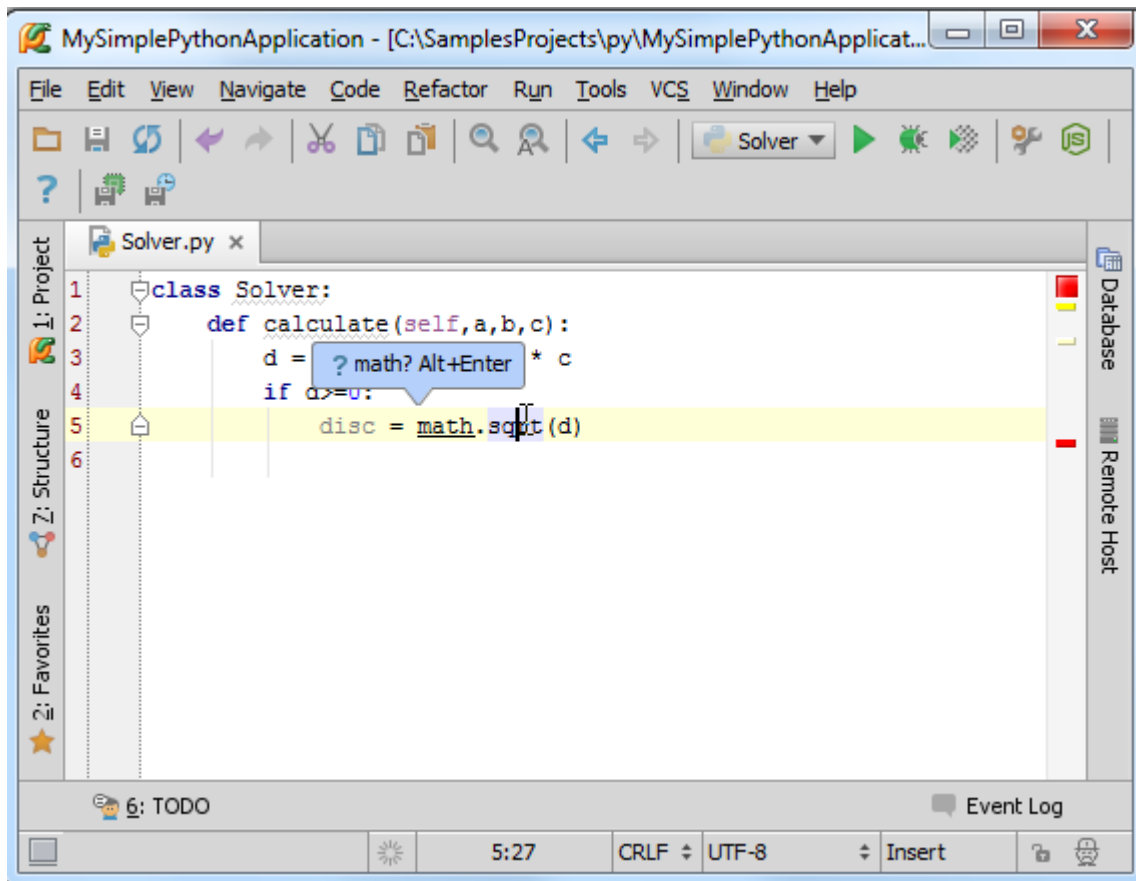 MySimplePythonApplication - [C:\SamplesProjects\py\MySimplePythonApplicat...
File Edit View Navigate Code Refactor Run Tools VCS Window Help
Solver
?
Solver.py ×
1: Project
7: Structure
2: Favorites
1 class Solver:
2 def calculate(self,a,b,c):
3 d = * c
? math? Alt+Enter
4 if d>=0:
5 disc = math.sqrt(d)
6
Database
Remote Host
6: TODO
Event Log
5:27 CRLF UTF-8 Insert